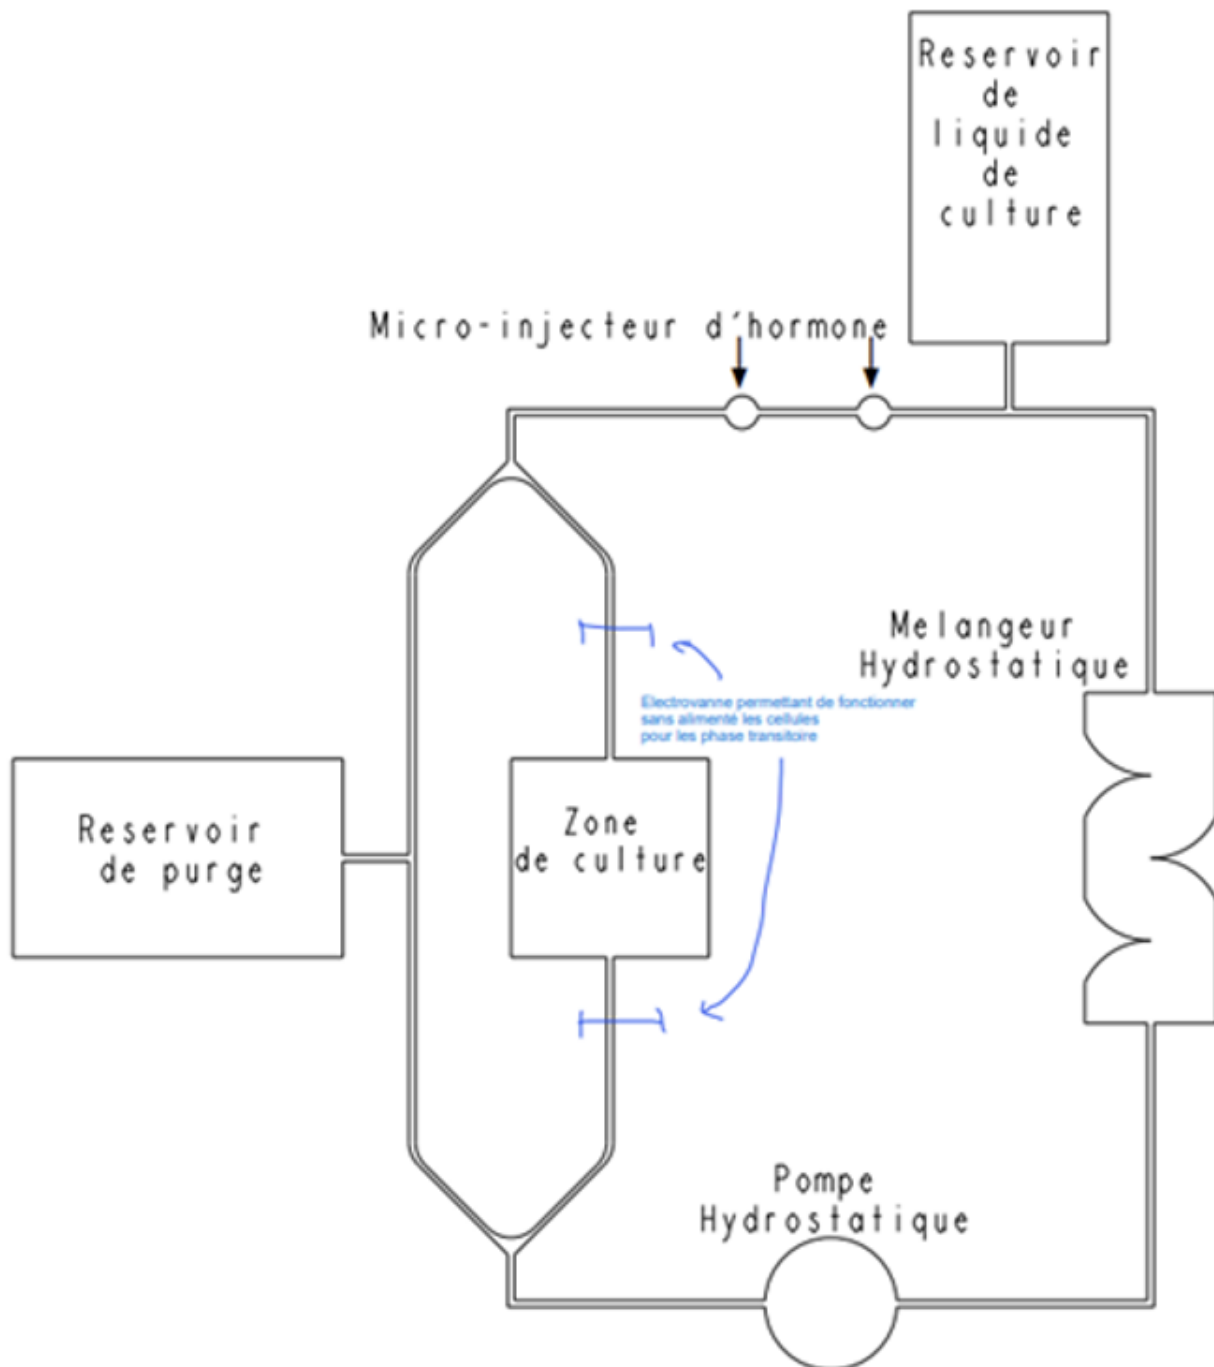 Reservoir
de
liquide
de
culture
Micro-injecteur d'hormone
Melangeur
Hydrostatique
Electrovanne permettant de fonctionner
sans alimenté les cellules
pour les phase transitoire
Reservoir
de purge
Zone
de culture
Pompe
Hydrostatique